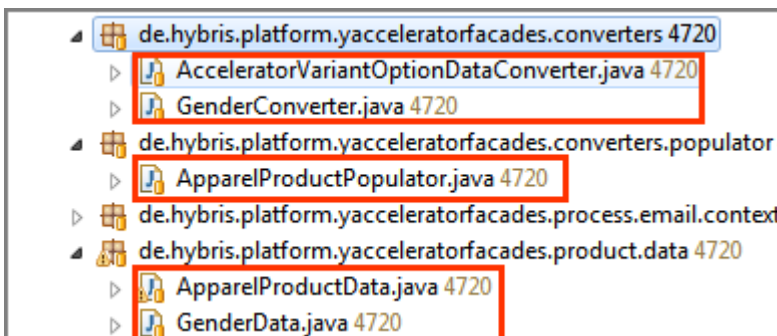 de.hybris.platform.yacceleratorfacades.converters 4720
AcceleratorVariantOptionDataConverter.java 4720
GenderConverter.java 4720
de.hybris.platform.yacceleratorfacades.converters.populator
ApparelProductPopulator.java 4720
de.hybris.platform.yacceleratorfacades.process.email.context
de.hybris.platform.yacceleratorfacades.product.data 4720
ApparelProductData.java 4720
GenderData.java 4720